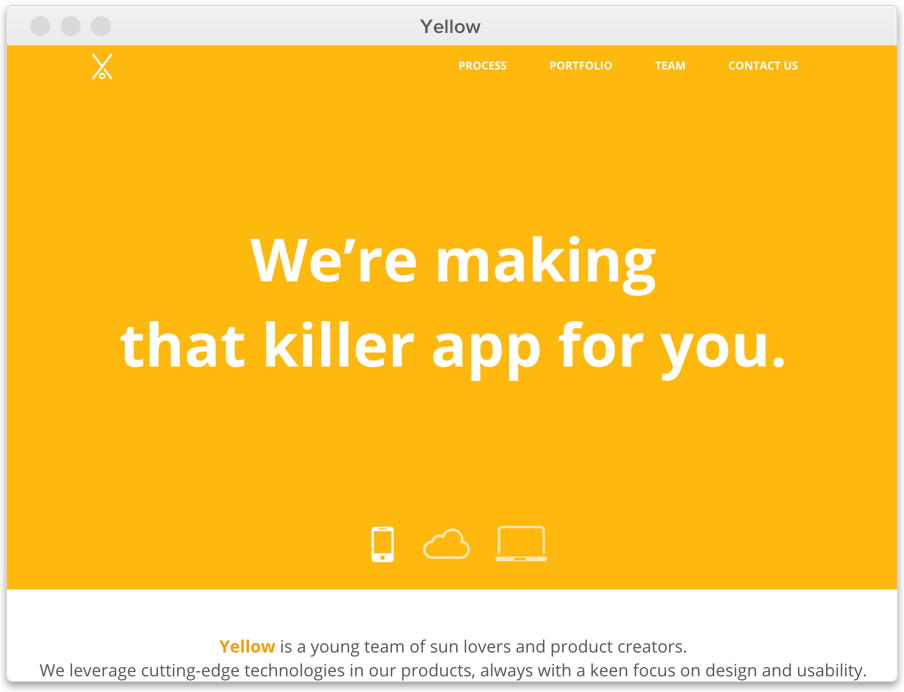 Yellow
PROCESS PORTFOLIO TEAM CONTACT US
We’re making
that killer app for you.
Yellow is a young team of sun lovers and product creators.
We leverage cutting-edge technologies in our products, always with a keen focus on design and usability.